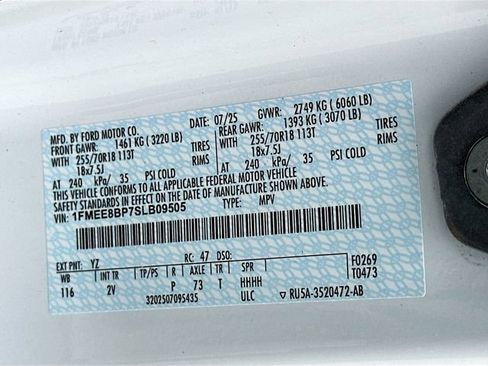 MFD. BY FORD MOTOR CO. DATE: 07/25 GVWR: 2749 KG (6060 LB)
FRONT GAWR: 1461 KG (3220 LB) REAR GAWR: 1393 KG (3070 LB)
WITH 255/70R18 113T TIRES WITH 255/70R18 113T TIRES
18x7.5J RIMS 18x7.5J RIMS
AT 240 kPa/ 35 PSI COLD AT 240 kPa/ 35 PSI COLD
THIS VEHICLE CONFORMS TO ALL APPLICABLE FEDERAL MOTOR VEHICLE
SAFETY STANDARDS IN EFFECT ON THE DATE OF MANUFACTURE SHOWN ABOVE.
VIN: 1FMEE8BP7SLB09505 TYPE: MPV
EXT PNT: YZ RC: 47 DSO: F0269
WB INT TR TP/PS R AXLE TR SPR T0473
116 2V P 73 T HHHH
3202507095435 ULC ▽ RU5A-3520472-AB